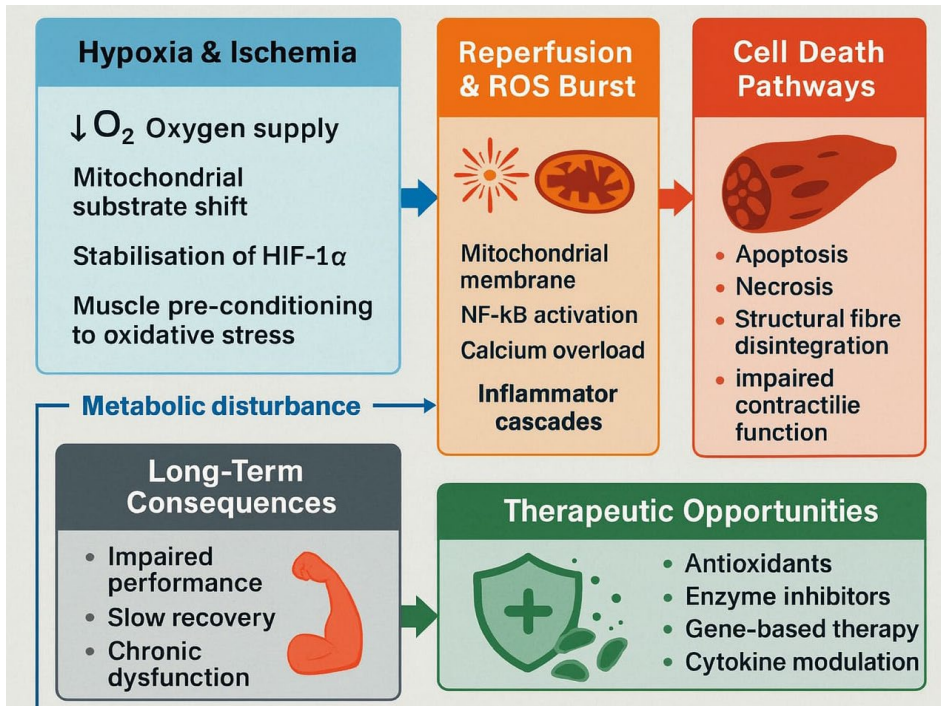 Hypoxia & Ischemia
↓ O₂ Oxygen supply
Mitochondrial
substrate shift
Stabilisation of HIF-1α
Muscle pre-conditioning
to oxidative stress
Reperfusion
& ROS Burst
Mitochondrial
membrane
NF-kB activation
Calcium overload
Inflammator
cascades
Cell Death
Pathways
• Apoptosis
• Necrosis
• Structural fibre
disintegration
• impaired
contractilie
function
Metabolic disturbance
Long-Term
Consequences
• Impaired
performance
• Slow recovery
• Chronic
dysfunction
Therapeutic Opportunities
• Antioxidants
• Enzyme inhibitors
• Gene-based therapy
• Cytokine modulation